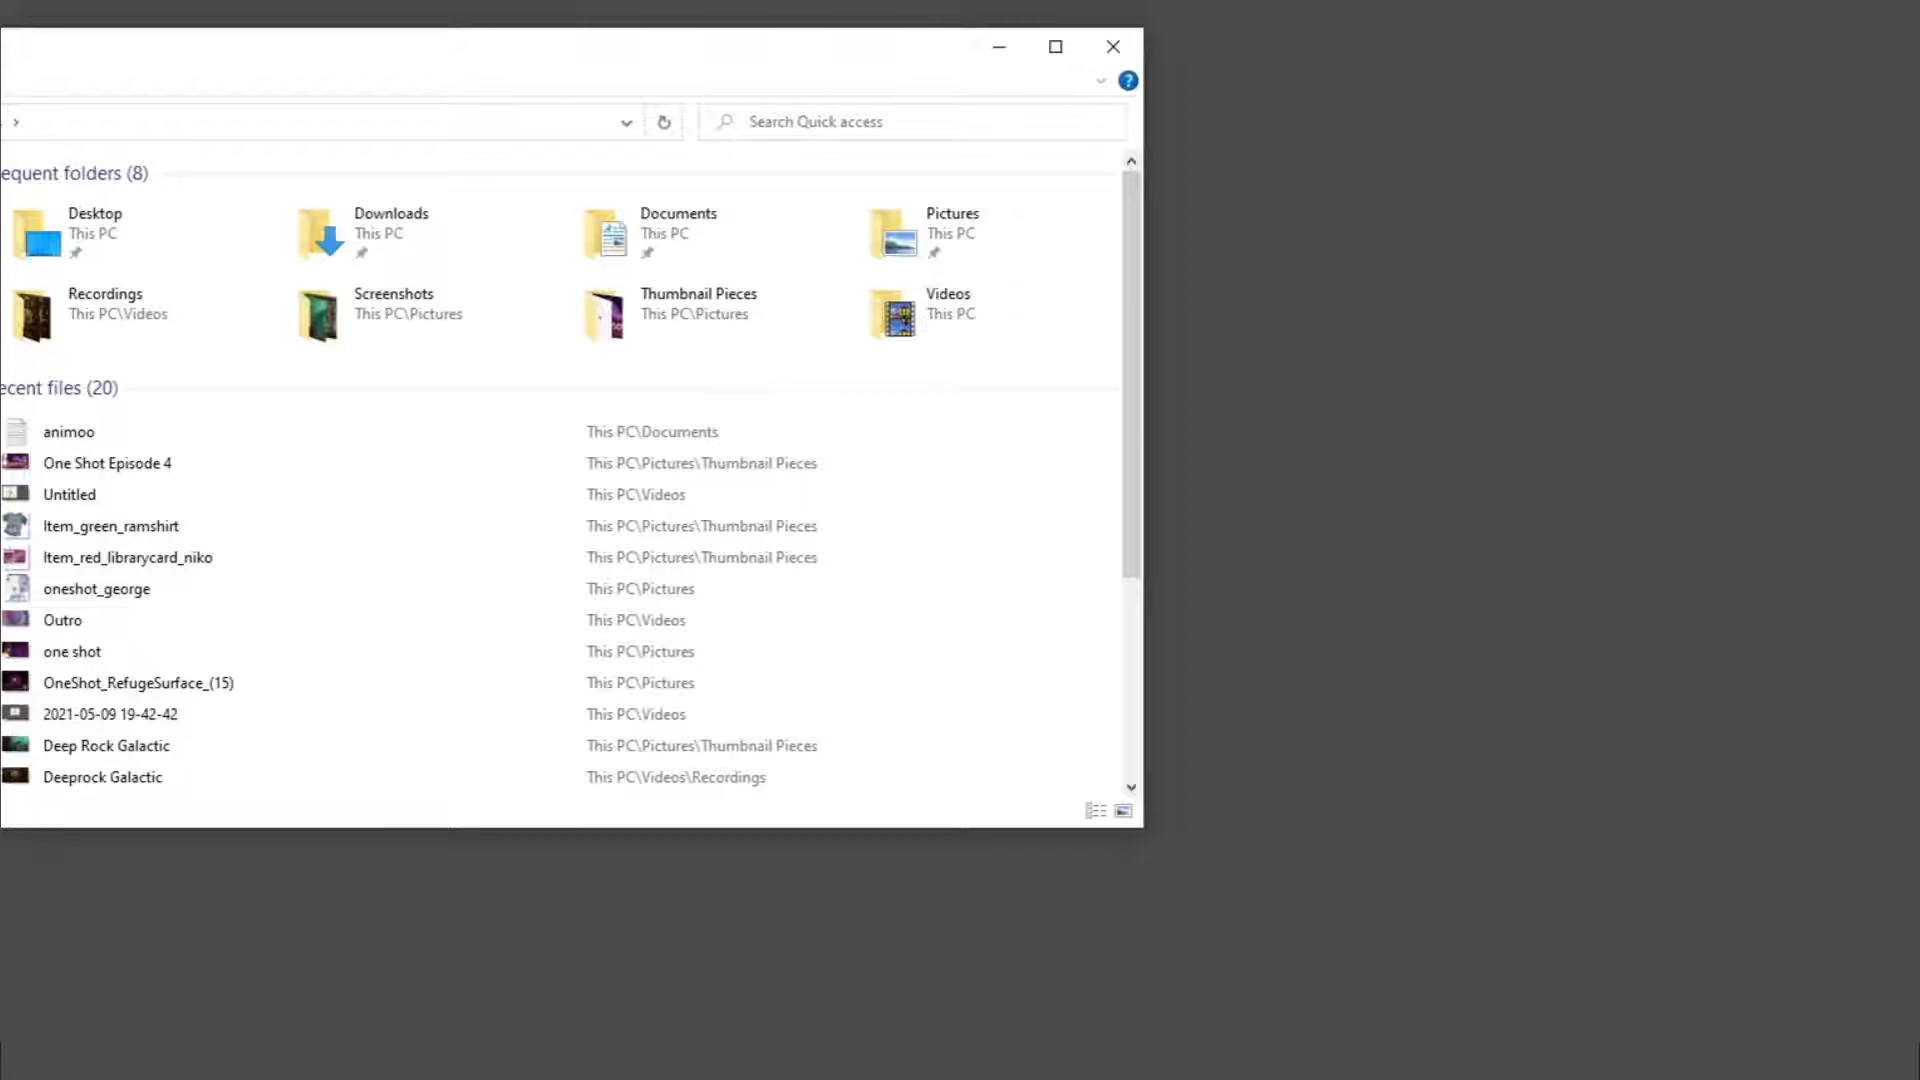 Search Quick access
equent folders (8)
Desktop
This PC
Downloads
This PC
Documents
This PC
Pictures
This PC
Recordings
This PC\Videos
Screenshots
This PC\Pictures
Thumbnail Pieces
This PC\Pictures
Videos
This PC
ecent files (20)
animoo This PC\Documents
One Shot Episode 4 This PC\Pictures\Thumbnail Pieces
Untitled This PC\Videos
Item_green_ramshirt This PC\Pictures\Thumbnail Pieces
Item_red_librarycard_niko This PC\Pictures\Thumbnail Pieces
oneshot_george This PC\Pictures
Outro This PC\Videos
one shot This PC\Pictures
OneShot_RefugeSurface_(15) This PC\Pictures
2021-05-09 19-42-42 This PC\Videos
Deep Rock Galactic This PC\Pictures\Thumbnail Pieces
Deeprock Galactic This PC\Videos\Recordings